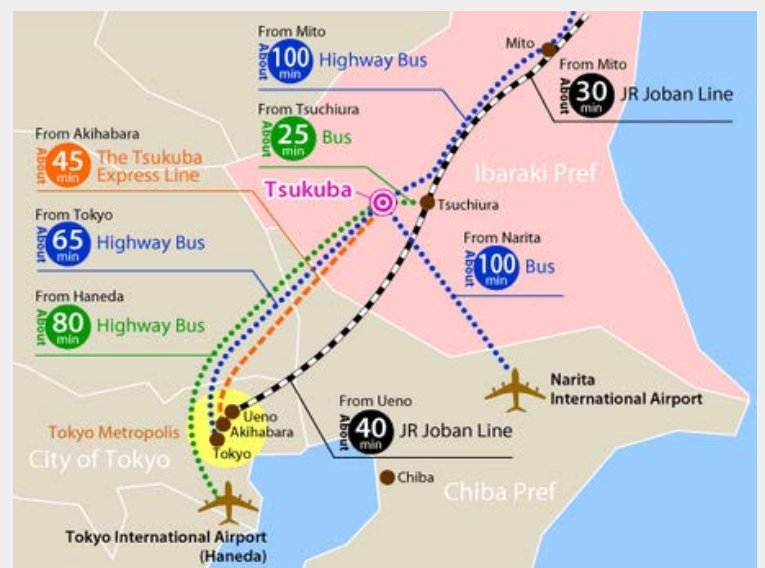 From Mito
About
100
min
Highway Bus
Mito
From Mito
About
30
min
JR Joban Line
From Tsuchiura
About
25
min
Bus
From Akihabara
About
45
min
The Tsukuba
Express Line
Ibaraki Pref
Tsukuba
Tsuchiura
From Tokyo
About
65
min
Highway Bus
From Narita
About
100
min
Bus
From Haneda
About
80
min
Highway Bus
Narita
International Airport
From Ueno
About
40
min
JR Joban Line
Ueno
Akihabara
Tokyo
Tokyo Metropolis
City of Tokyo
Chiba
Chiba Pref
Tokyo International Airport
(Haneda)